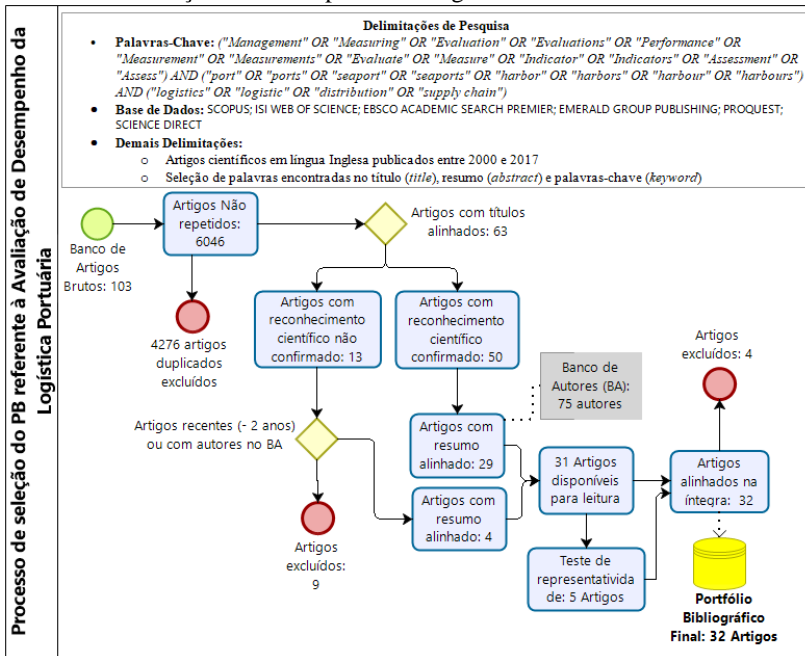 Processo de seleção do PB referente à Avaliação de Desempenho da
Logística Portuária
Delimitações de Pesquisa
• Palavras-Chave: ("Management" OR "Measuring" OR "Evaluation" OR "Evaluations" OR "Performance" OR
"Measurement" OR "Measurements" OR "Evaluate" OR "Measure" OR "Indicator" OR "Indicators" OR "Assessment" OR
"Assess") AND ("port" OR "ports" OR "seaport" OR "seaports" OR "harbor" OR "harbors" OR "harbour" OR "harbours")
AND ("logistics" OR "logistic" OR "distribution" OR "supply chain")
• Base de Dados: SCOPUS; ISI WEB OF SCIENCE; EBSCO ACADEMIC SEARCH PREMIER; EMERALD GROUP PUBLISHING; PROQUEST;
SCIENCE DIRECT
• Demais Delimitações:
o Artigos científicos em língua Inglesa publicados entre 2000 e 2017
o Seleção de palavras encontradas no título (title), resumo (abstract) e palavras-chave (keyword)
Banco de
Artigos
Brutos: 103
Artigos Não
repetidos:
6046
4276 artigos
duplicados
excluídos
Artigos com títulos
alinhados: 63
Artigos com
reconhecimento
científico não
confirmado: 13
Artigos com
reconhecimento
científico
confirmado: 50
Artigos recentes (- 2 anos)
ou com autores no BA
Artigos
excluídos:
9
Banco de
Autores (BA):
75 autores
Artigos com
resumo
alinhado: 29
Artigos com
resumo
alinhado: 4
31 Artigos
disponíveis
para leitura
Teste de
representativida
de: 5 Artigos
Artigos
excluídos: 4
Artigos
alinhados na
íntegra: 32
Portfólio
Bibliográfico
Final: 32 Artigos